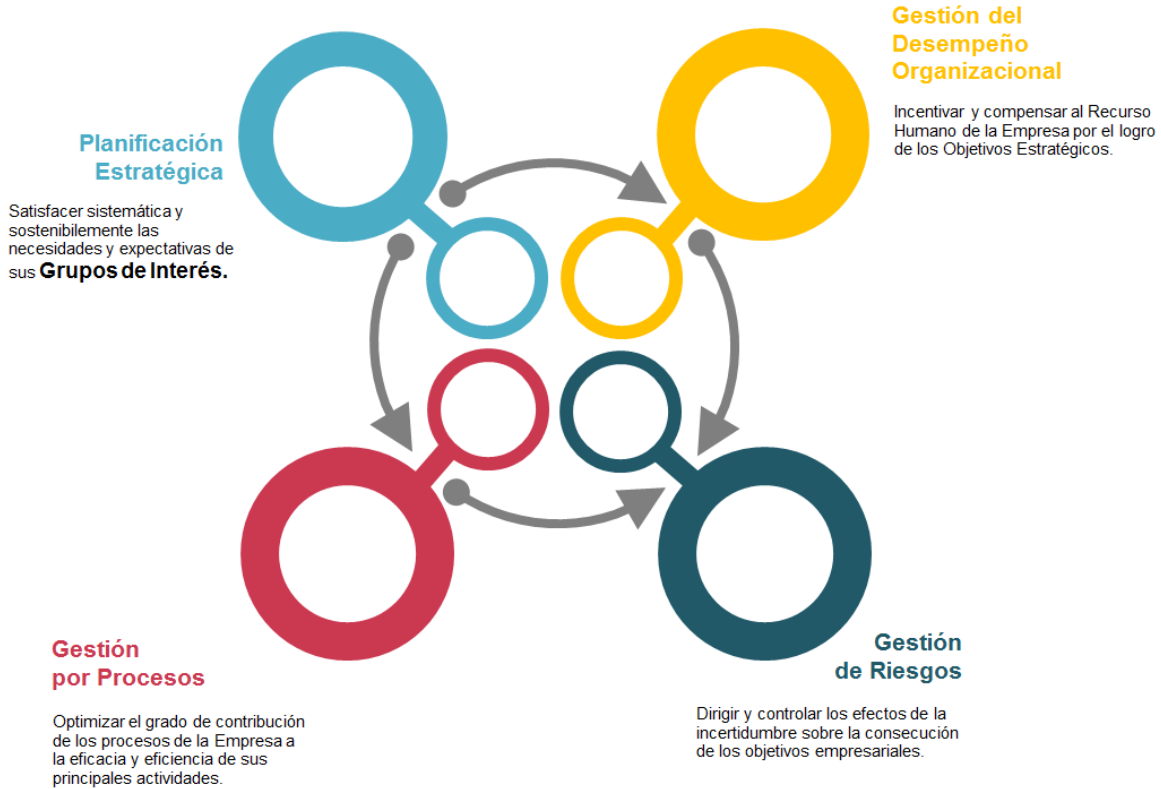 Planificación
Estratégica
Satisfacer sistemática y
sostenibilemente las
necesidades y expectativas de
sus Grupos de Interés.
Gestión del
Desempeño
Organizacional
Incentivar y compensar al Recurso
Humano de la Empresa por el logro
de los Objetivos Estratégicos.
Gestión
por Procesos
Optimizar el grado de contribución
de los procesos de la Empresa a
la eficacia y eficiencia de sus
principales actividades.
Gestión
de Riesgos
Dirigir y controlar los efectos de la
incertidumbre sobre la consecución
de los objetivos empresariales.